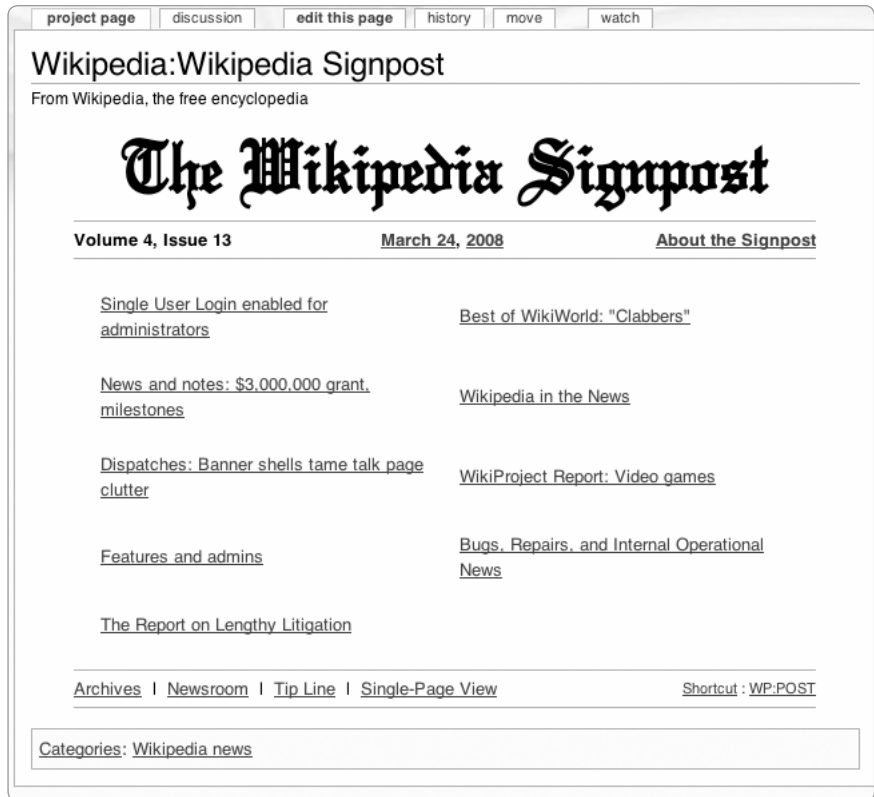 project page discussion edit this page history move watch
Wikipedia:Wikipedia Signpost
From Wikipedia, the free encyclopedia
The Wikipedia Signpost
Volume 4, Issue 13 March 24, 2008 About the Signpost
Single User Login enabled for
administrators
Best of WikiWorld: "Clabbers"
News and notes: $3,000,000 grant,
milestones
Wikipedia in the News
Dispatches: Banner shells tame talk page
clutter
WikiProject Report: Video games
Features and admins
Bugs, Repairs, and Internal Operational
News
The Report on Lengthy Litigation
Archives | Newsroom | Tip Line | Single-Page View Shortcut : WP:POST
Categories: Wikipedia news